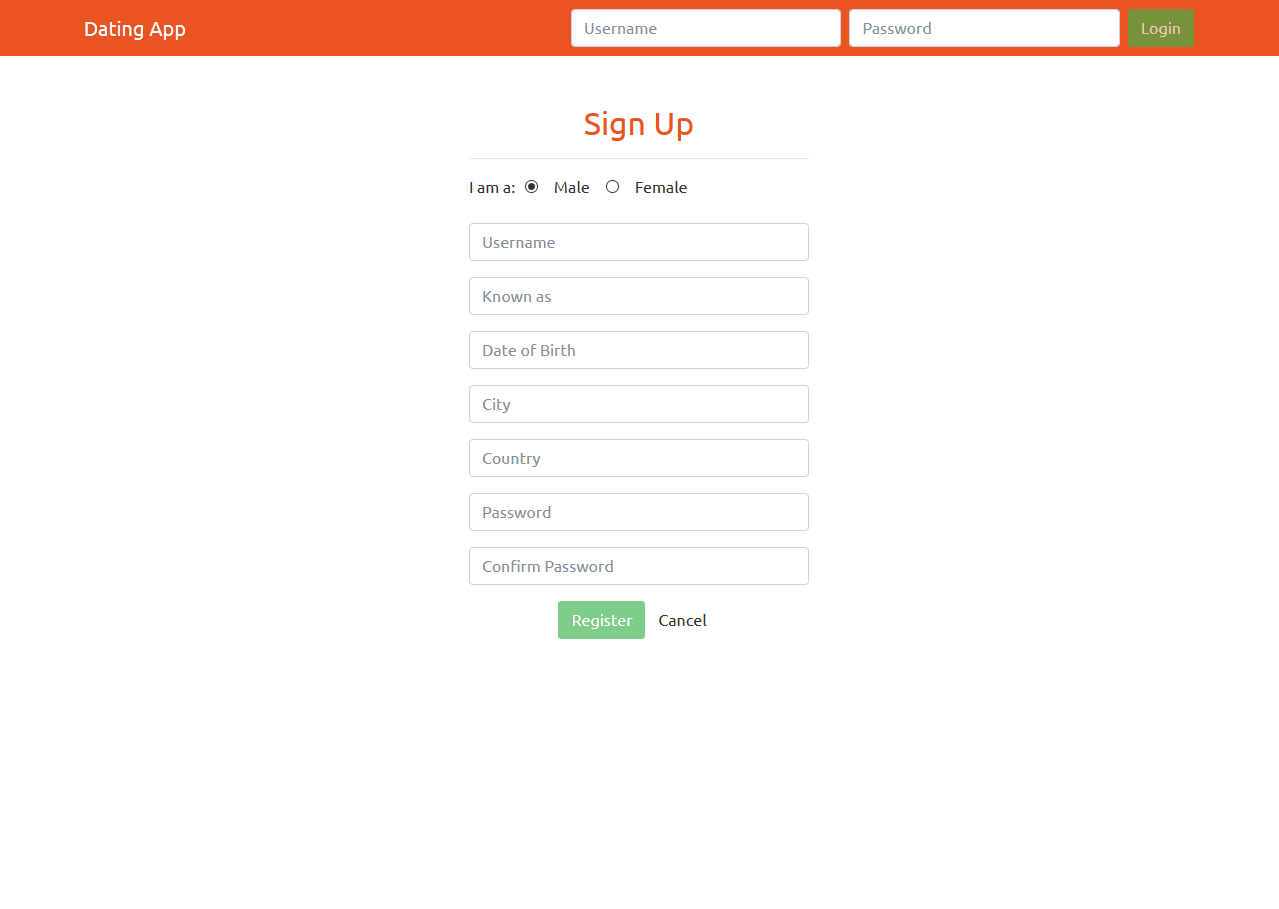 Dating App Username Password Login
Sign Up
I am a: Male Female
Username
Known as
Date of Birth
City
Country
Password
Confirm Password
Register Cancel